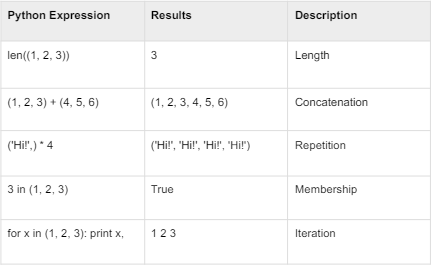 Python Expression Results Description
len((1, 2, 3)) 3 Length
(1, 2, 3) + (4, 5, 6) (1, 2, 3, 4, 5, 6) Concatenation
('Hi!',) * 4 ('Hi!', 'Hi!', 'Hi!', 'Hi!') Repetition
3 in (1, 2, 3) True Membership
for x in (1, 2, 3): print x, 1 2 3 Iteration